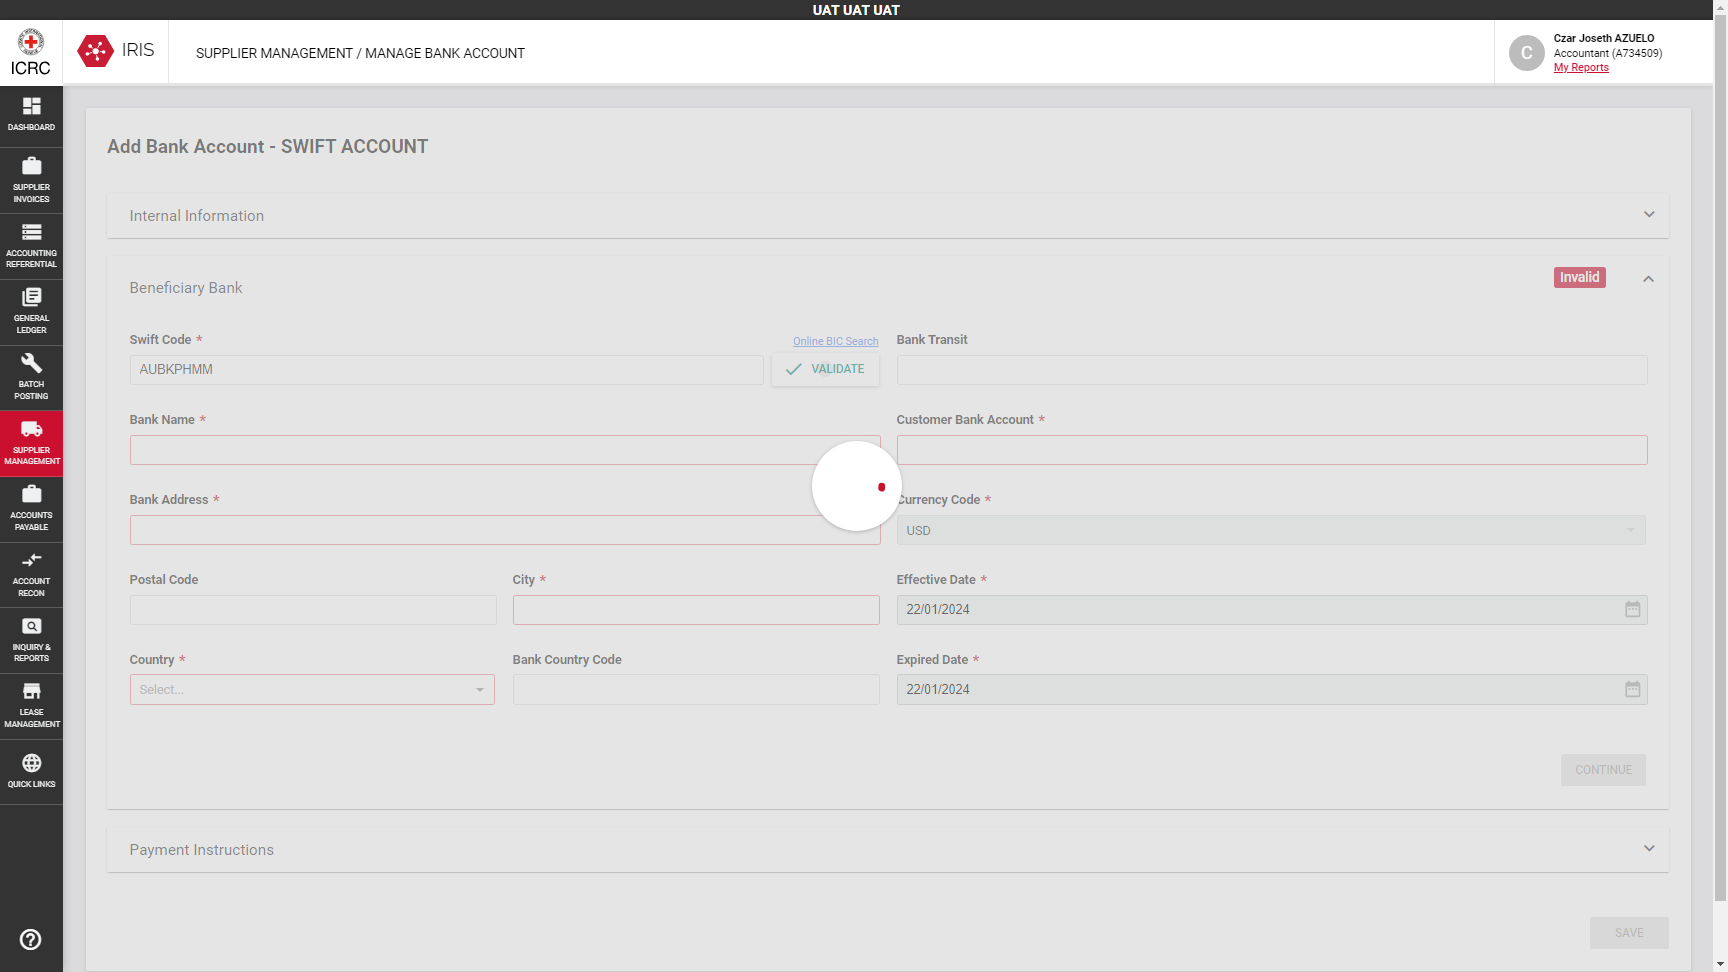 UAT UAT UAT
ICRC
IRIS
SUPPLIER MANAGEMENT / MANAGE BANK ACCOUNT
C
Czar Joseth AZUELO
Accountant (A734509)
My Reports
DASHBOARD
SUPPLIER
INVOICES
ACCOUNTING
REFERENTIAL
GENERAL
LEDGER
BATCH
POSTING
SUPPLIER
MANAGEMENT
ACCOUNTS
PAYABLE
ACCOUNT
RECON
INQUIRY &
REPORTS
LEASE
MANAGEMENT
QUICK LINKS
Add Bank Account - SWIFT ACCOUNT
Internal Information
Beneficiary Bank
Invalid
Swift Code *
Online BIC Search
Bank Transit
AUBKPHMM
VALIDATE
Bank Name *
Customer Bank Account *
Bank Address *
Currency Code *
USD
Postal Code
City *
Effective Date *
22/01/2024
Country *
Bank Country Code
Expired Date *
Select...
22/01/2024
CONTINUE
Payment Instructions
SAVE